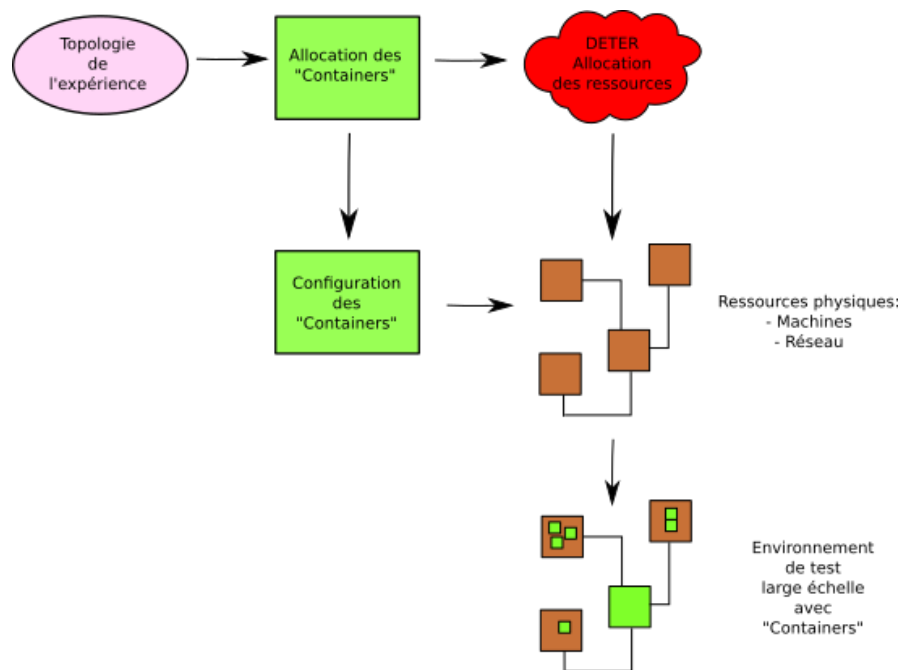 Topologie
de
l'expérience
Allocation des
"Containers"
DETER
Allocation
des ressources
Configuration
des
"Containers"
Ressources physiques:
- Machines
- Réseau
Environnement
de test
large échelle
avec
"Containers"